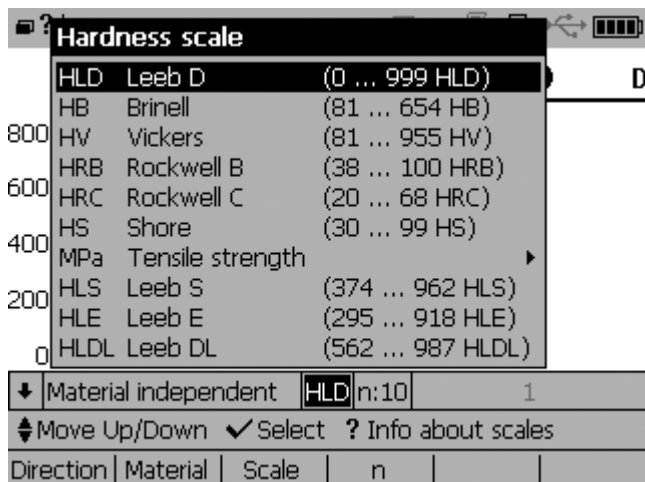 ?
Hardness scale
HLD Leeb D (0 ... 999 HLD)
D
HB Brinell (81 ... 654 HB)
800
HV Vickers (81 ... 955 HV)
HRB Rockwell B (38 ... 100 HRB)
600
HRC Rockwell C (20 ... 68 HRC)
HS Shore (30 ... 99 HS)
400
MPa Tensile strength
200
HLS Leeb S (374 ... 962 HLS)
HLE Leeb E (295 ... 918 HLE)
0
HLDL Leeb DL (562 ... 987 HLDL)
Material independent HLD n:10 1
Move Up/Down Select ? Info about scales
Direction Material Scale n